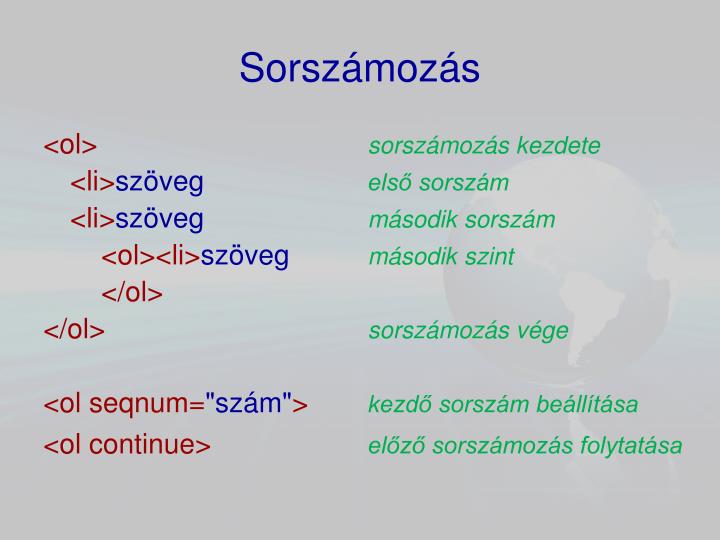 Sorszámozás
<ol> sorszámozás kezdete
<li>szöveg első sorszám
<li>szöveg második sorszám
<ol><li>szöveg második szint
</ol>
</ol> sorszámozás vége
<ol seqnum="szám"> kezdő sorszám beállítása
<ol continue> előző sorszámozás folytatása